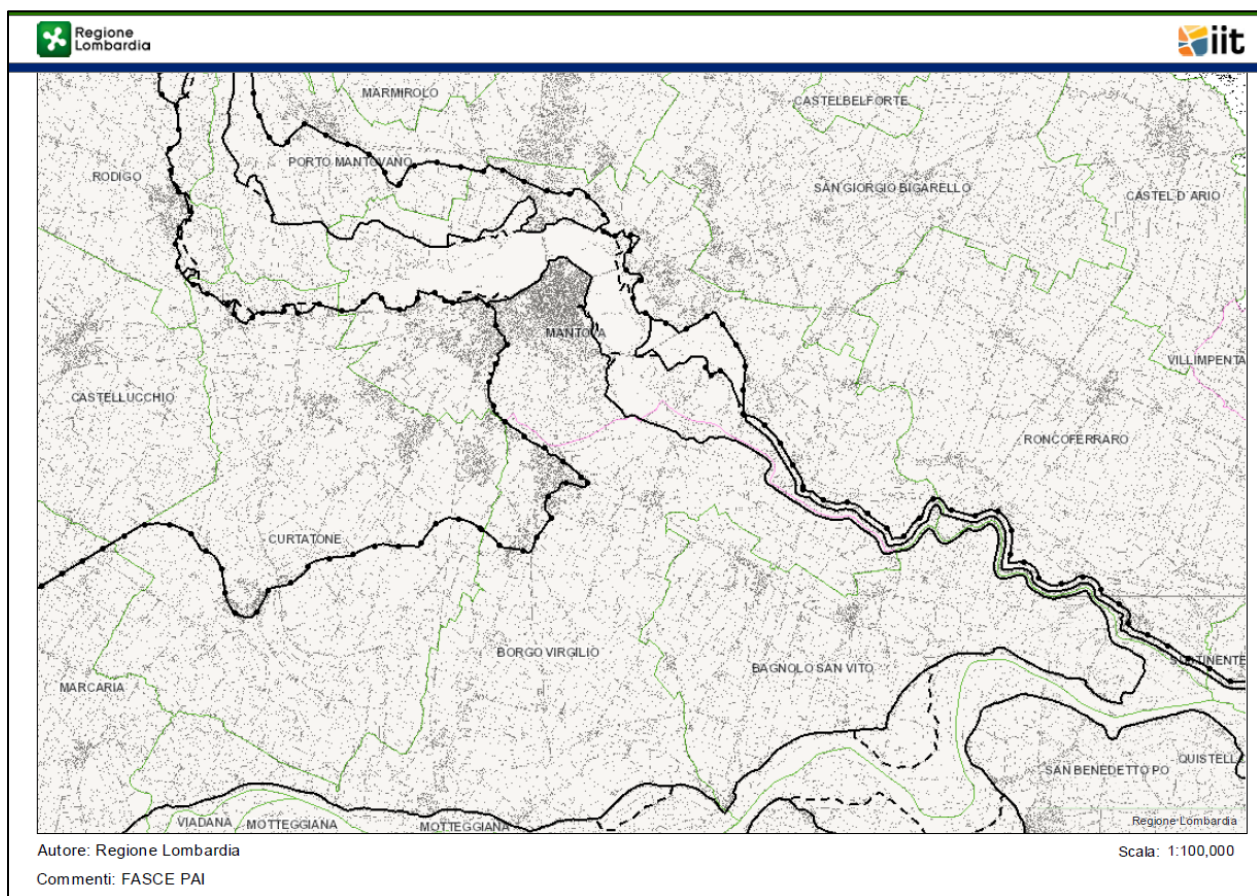 Regione
Lombardia
iit
MARMIROLO
CASTELBELFORTE
PORTO MANTOVANO
RODIGO
SAN GIORGIO BIGARELLO
CASTEL D'ARIO
MANTOVA
VILLIMPENTA
CASTELLUCCHIO
RONCOFERRARO
CURTATONE
BORGO VIRGILIO
BAGNOLO SAN VITO
SUSTINENTE
MARCARIA
QUISTELL
SAN BENEDETTO PO
VIADANA
MOTTEGGIANA
MOTTEGGIANA
Regione Lombardia
Autore: Regione Lombardia
Scala: 1:100,000
Commenti: FASCE PAI